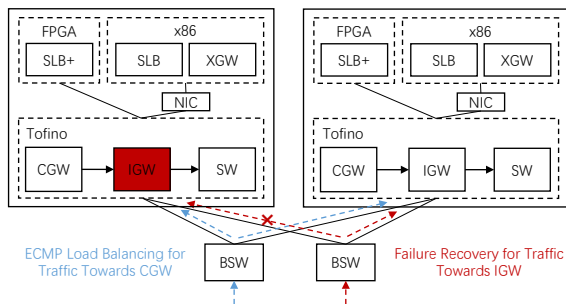 FPGA
x86
SLB+
SLB
XGW
NIC
Tofino
CGW
IGW
SW
FPGA
x86
SLB+
SLB
XGW
NIC
Tofino
CGW
IGW
SW
ECMP Load Balancing for
Traffic Towards CGW
BSW
BSW
Failure Recovery for Traffic
Towards IGW